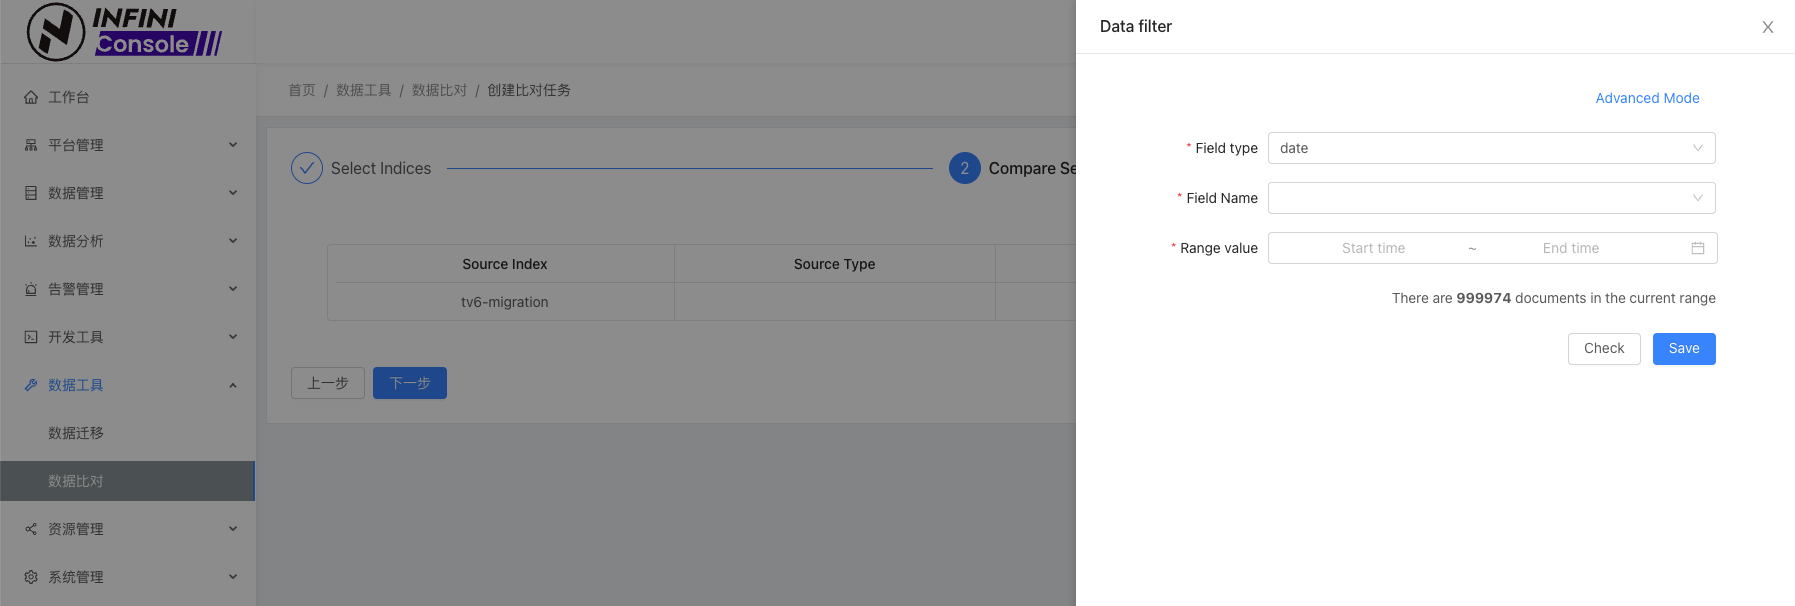 INFINI
Console
工作台
平台管理
数据管理
数据分析
告警管理
开发工具
数据工具
数据迁移
数据比对
资源管理
系统管理
首页 / 数据工具 / 数据比对 / 创建比对任务
Select Indices
2 Compare Se
Source Index Source Type
tv6-migration
上一步 下一步
Data filter
Advanced Mode
* Field type date
* Field Name
* Range value Start time ~ End time
There are 999974 documents in the current range
Check Save